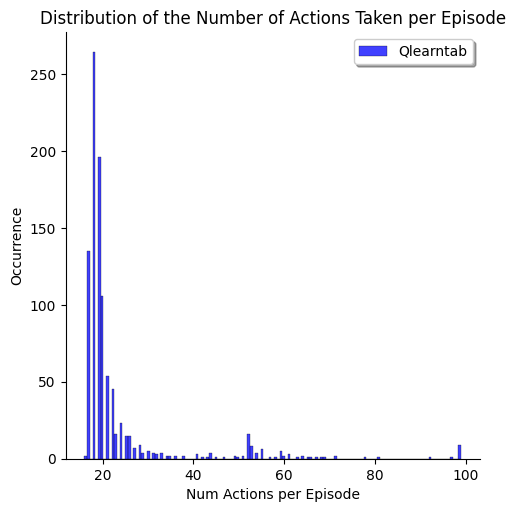 Distribution of the Number of Actions Taken per Episode
Qlearntab
250
200
150
100
50
0
Occurrence
20 40 60 80 100
Num Actions per Episode